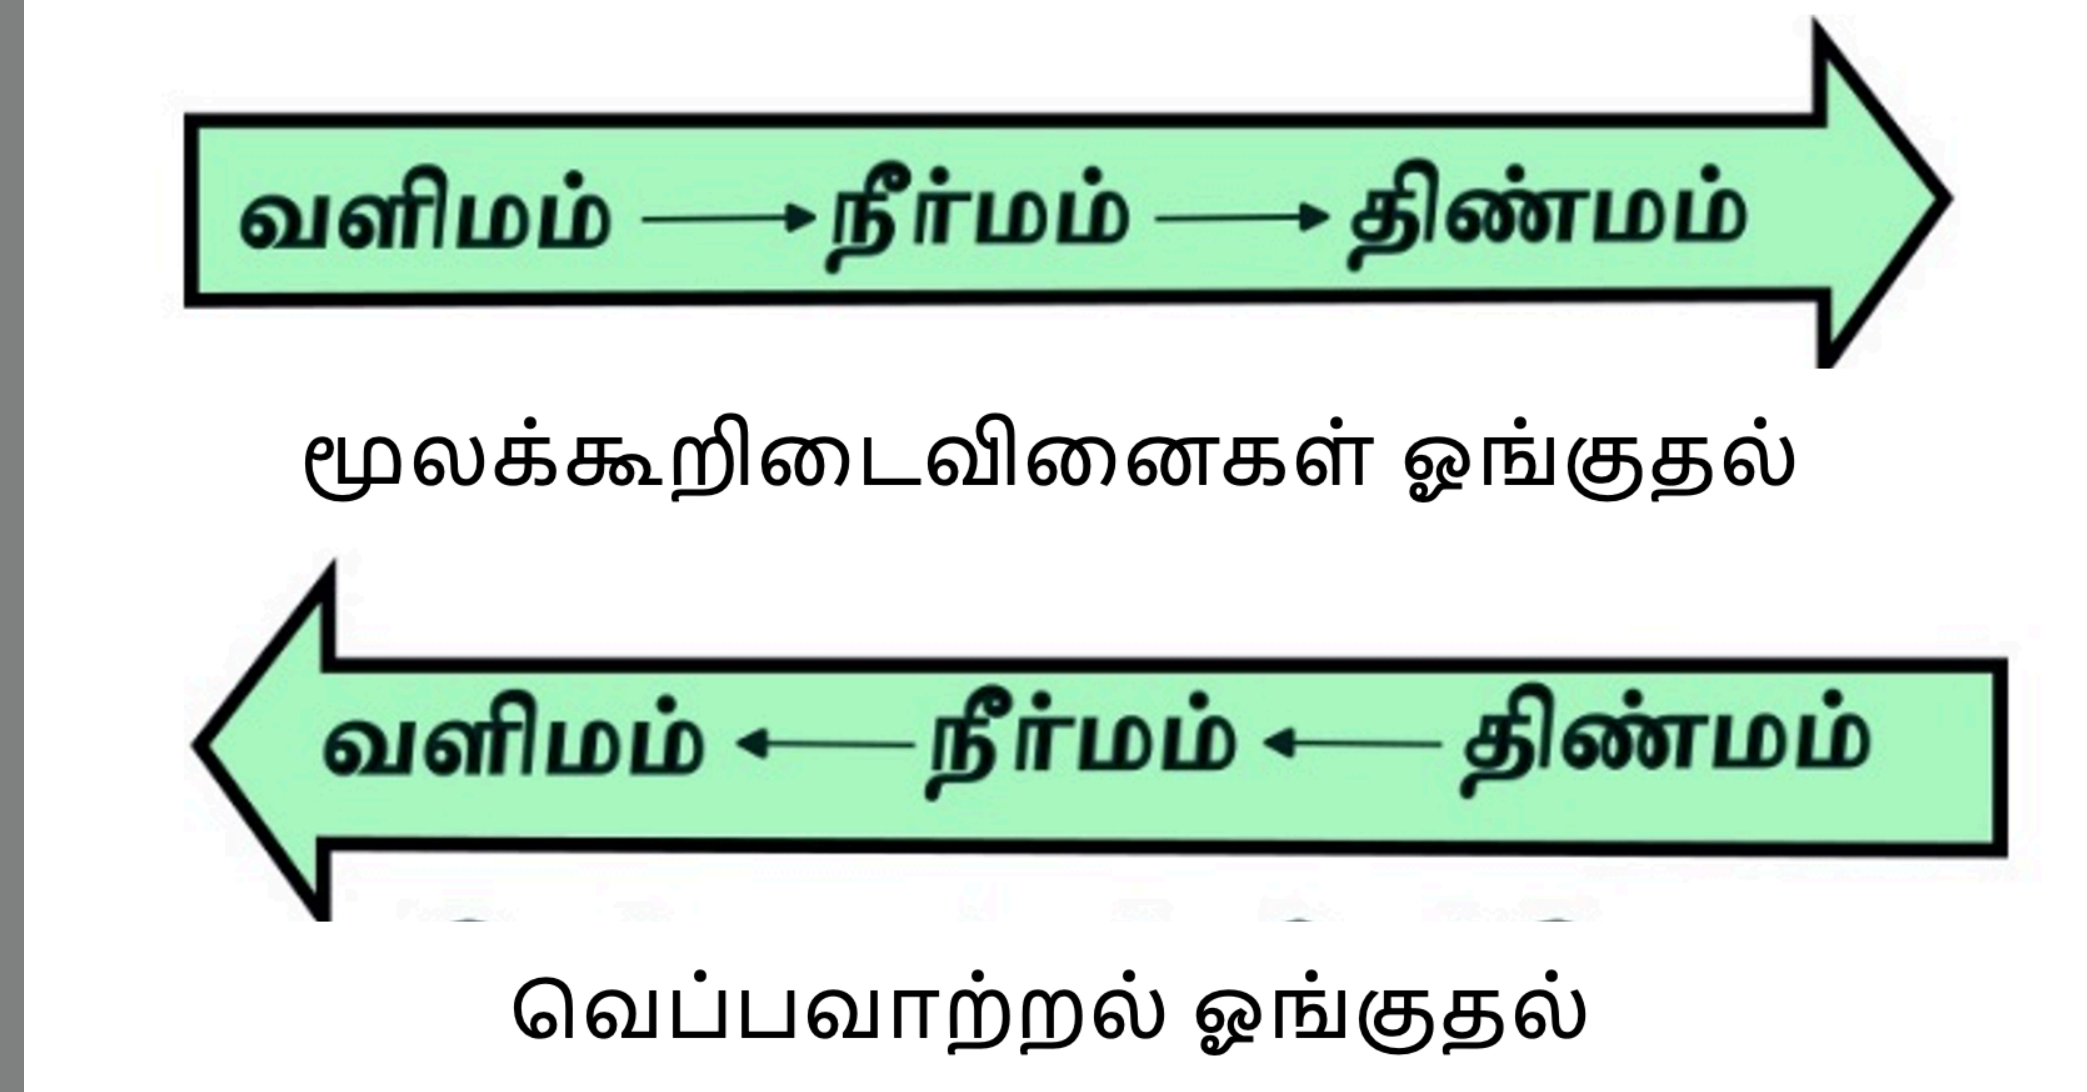 வளிமம் → நீர்மம் → திண்மம்
மூலக்கூறிடைவினைகள் ஓங்குதல்
வளிமம் ← நீர்மம் ← திண்மம்
வெப்பவாற்றல் ஓங்குதல்